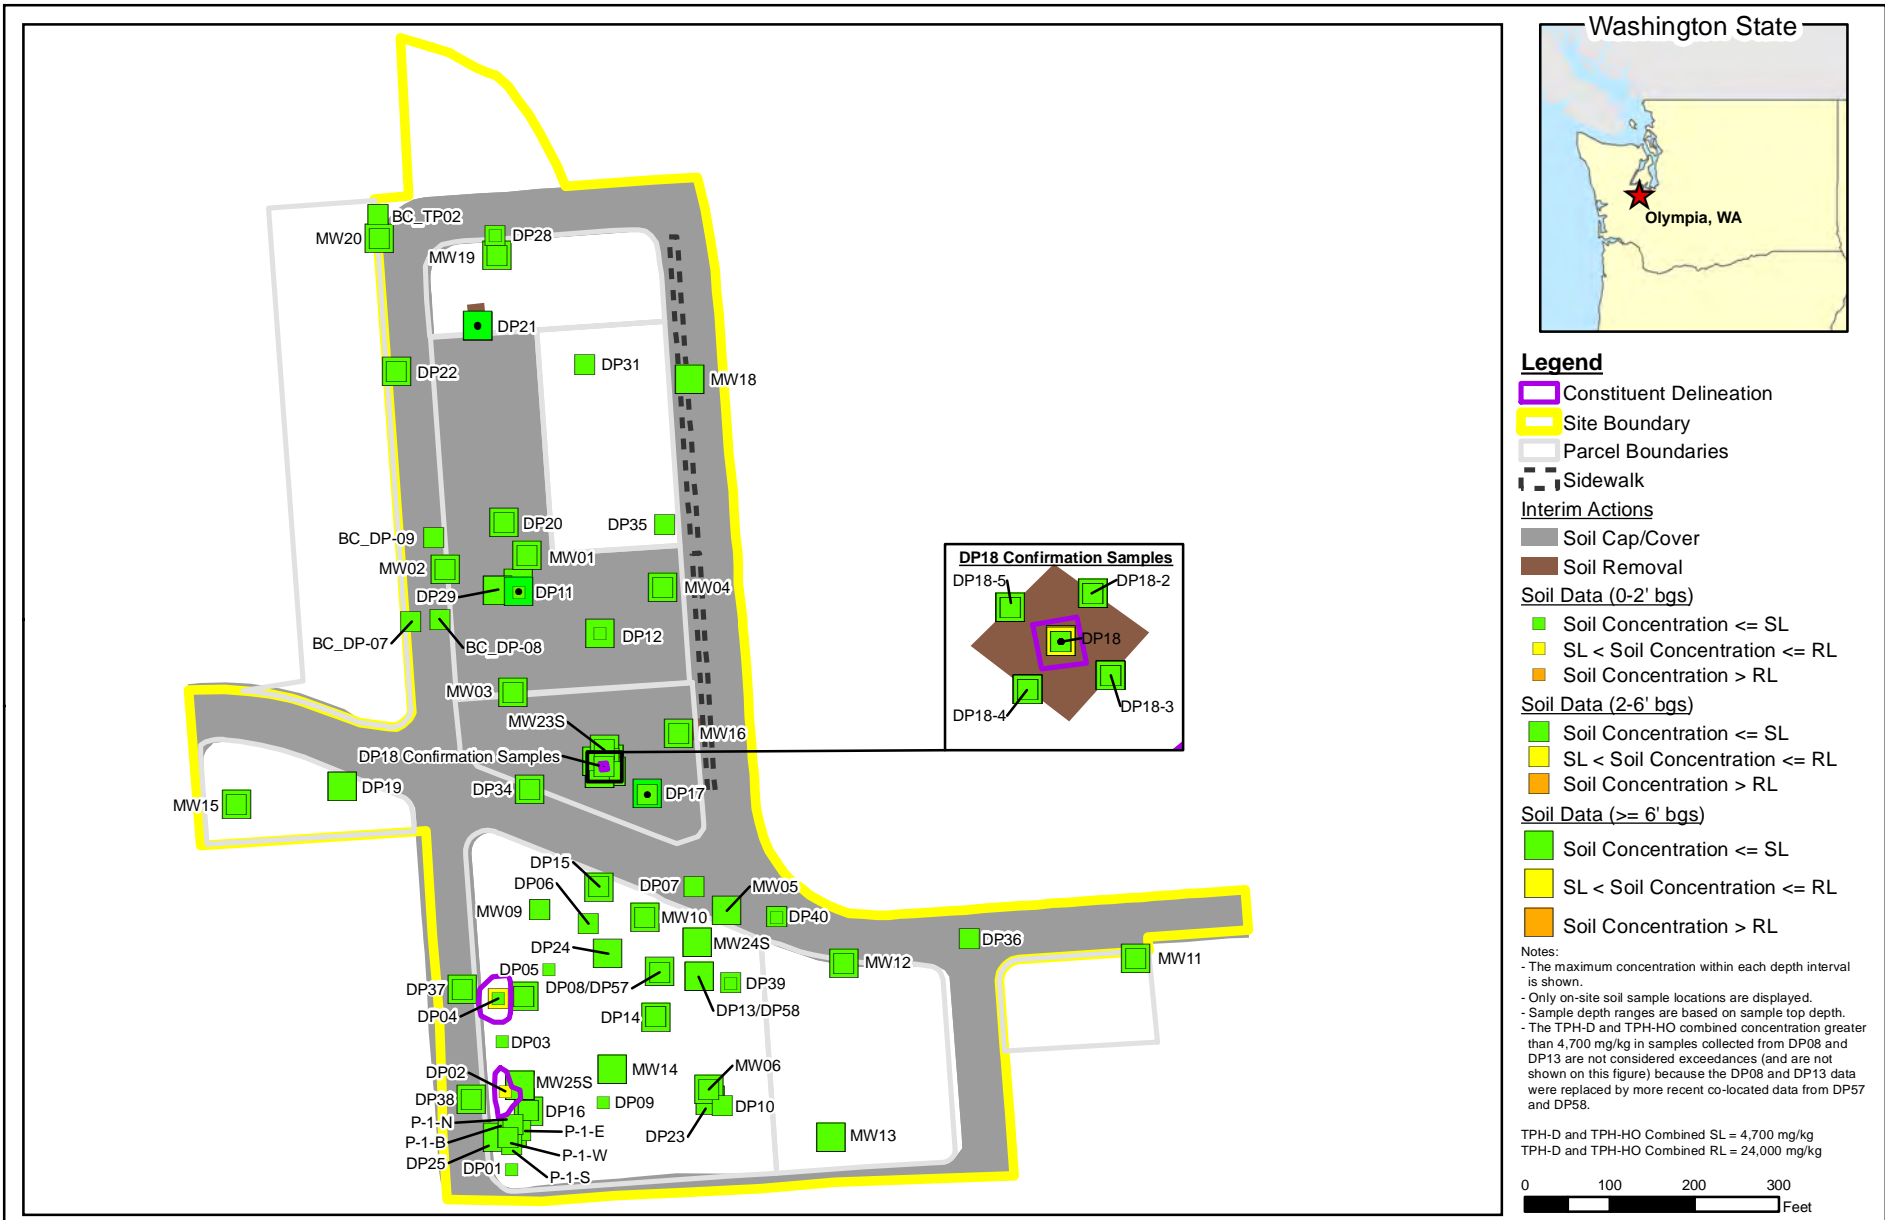 Washington State
Olympia, WA
BC_TP02
MW20
DP28
MW19
DP21
DP22
DP31
MW18
DP20
DP35
BC_DP-09
MW01
MW02
DP29
DP11
MW04
BC_DP-07
BC_DP-08
DP12
MW03
MW23S
MW16
DP18 Confirmation Samples
DP34
DP17
DP19
MW15
DP18 Confirmation Samples
DP18-5
DP18-2
DP18
DP18-4
DP18-3
DP15
DP06
DP07
MW05
MW09
MW10
DP40
DP24
MW24S
DP36
DP05
MW12
MW11
DP37
DP08/DP57
DP39
DP04
DP14
DP13/DP58
DP03
DP02
MW25S
MW14
MW06
DP38
DP16
DP09
DP10
P-1-N
P-1-E
P-1-B
DP23
MW13
DP25
P-1-W
DP01
P-1-S
Legend
Constituent Delineation
Site Boundary
Parcel Boundaries
Sidewalk
Interim Actions
Soil Cap/Cover
Soil Removal
Soil Data (0-2' bgs)
Soil Concentration <= SL
SL < Soil Concentration <= RL
Soil Concentration > RL
Soil Data (2-6' bgs)
Soil Concentration <= SL
SL < Soil Concentration <= RL
Soil Concentration > RL
Soil Data (>= 6' bgs)
Soil Concentration <= SL
SL < Soil Concentration <= RL
Soil Concentration > RL
Notes:
- The maximum concentration within each depth interval
is shown.
- Only on-site soil sample locations are displayed.
- Sample depth ranges are based on sample top depth.
- The TPH-D and TPH-HO combined concentration greater
than 4,700 mg/kg in samples collected from DP08 and
DP13 are not considered exceedances (and are not
shown on this figure) because the DP08 and DP13 data
were replaced by more recent co-located data from DP57
and DP58.
TPH-D and TPH-HO Combined SL = 4,700 mg/kg
TPH-D and TPH-HO Combined RL = 24,000 mg/kg
0 100 200 300
Feet